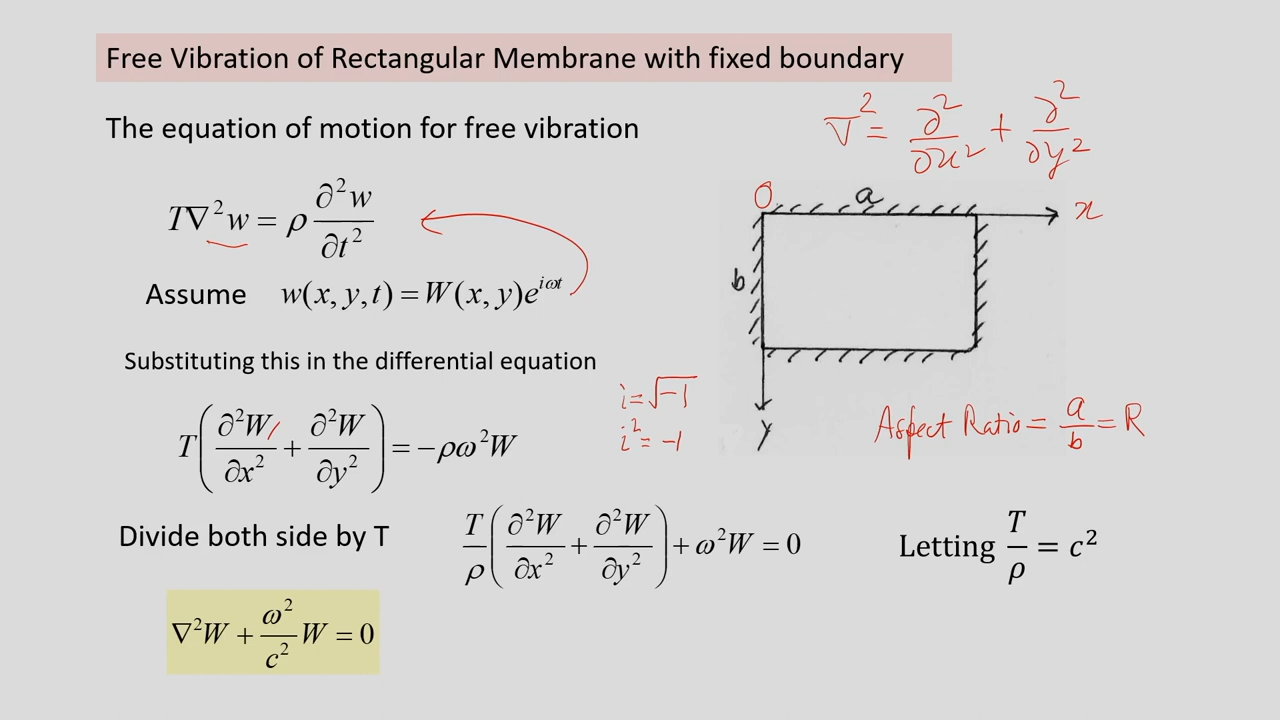 Free Vibration of Rectangular Membrane with fixed boundary
∇² = ∂²/∂x² + ∂²/∂y²
The equation of motion for free vibration
T∇²w = ρ ∂²w/∂t²
O a x
b
y
Assume w(x, y, t) = W(x, y)e^{iωt}
Substituting this in the differential equation
i = √-1
i² = -1
Aspect Ratio = a/b = R
T(∂²W/∂x² + ∂²W/∂y²) = -ρω²W
Divide both side by T
T/ρ(∂²W/∂x² + ∂²W/∂y²) + ω²W = 0
Letting T/ρ = c²
∇²W + ω²/c² W = 0